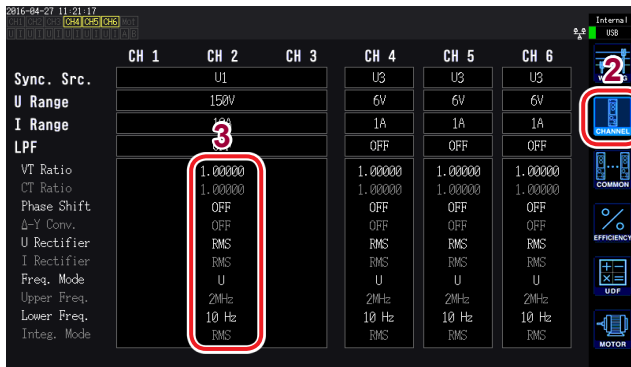 2016-04-27 11:21:17
CH1 CH2 CH3 CH4 CH5 CH6 Mot
U I U I U I U I U I U I A B
Internal
USB
CH 1 CH 2 CH 3 CH 4 CH 5 CH 6
Sync. Src. U1 U3 U3 U3
U Range 150V 6V 6V 6V
I Range 1A 1A 1A
LPF OFF OFF OFF
VT Ratio 1.00000 1.00000 1.00000 1.00000
CT Ratio 1.00000 1.00000 1.00000 1.00000
Phase Shift OFF OFF OFF OFF
Δ-Y Conv. OFF OFF OFF OFF
U Rectifier RMS RMS RMS RMS
I Rectifier RMS RMS RMS RMS
Freq. Mode U U U U
Upper Freq. 2MHz 2MHz 2MHz 2MHz
Lower Freq. 10 Hz 10 Hz 10 Hz 10 Hz
Integ. Mode RMS RMS RMS RMS
2
3
CHANNEL
COMMON
EFFICIENCY
UDF
MOTOR